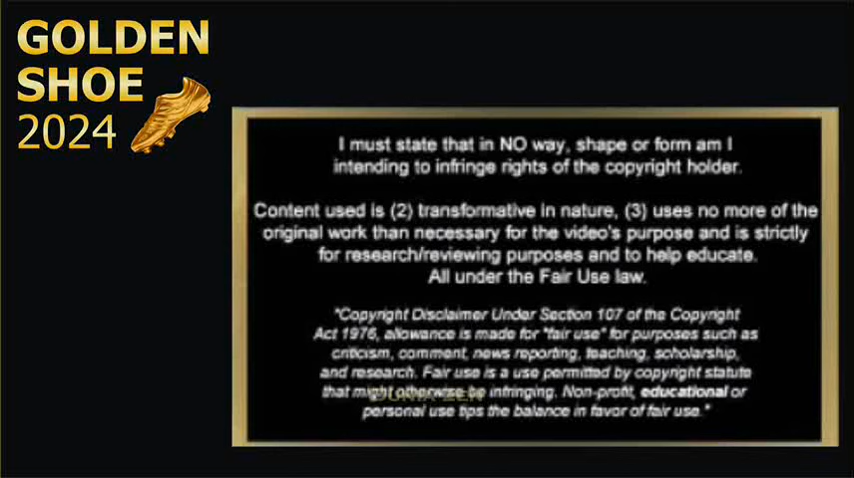 GOLDEN
SHOE
2024
I must state that in NO way, shape or form am I
intending to infringe rights of the copyright holder.
Content used is (2) transformative in nature, (3) uses no more of the
original work than necessary for the video's purpose and is strictly
for research/reviewing purposes and to help educate.
All under the Fair Use law.
"Copyright Disclaimer Under Section 107 of the Copyright
Act 1976, allowance is made for "fair use" for purposes such as
criticism, comment, news reporting, teaching, scholarship,
and research. Fair use is a use permitted by copyright statute
that might otherwise be infringing. Non-profit, educational or
personal use tips the balance in favor of fair use."